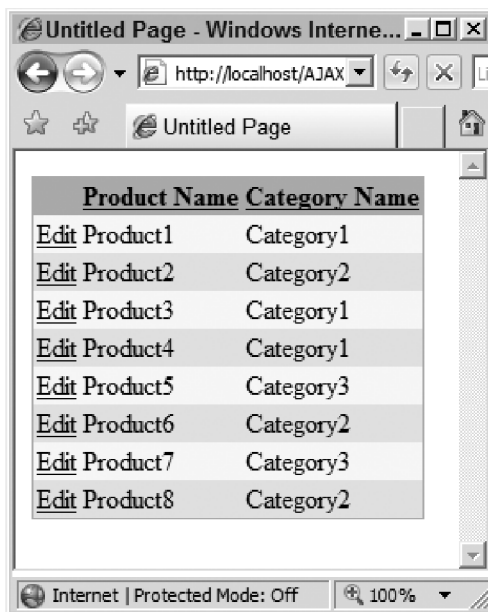 Untitled Page - Windows Interne...
http://localhost/AJAX
Li
Untitled Page
Product Name Category Name
Edit Product1 Category1
Edit Product2 Category2
Edit Product3 Category1
Edit Product4 Category1
Edit Product5 Category3
Edit Product6 Category2
Edit Product7 Category3
Edit Product8 Category2
Internet | Protected Mode: Off 100%